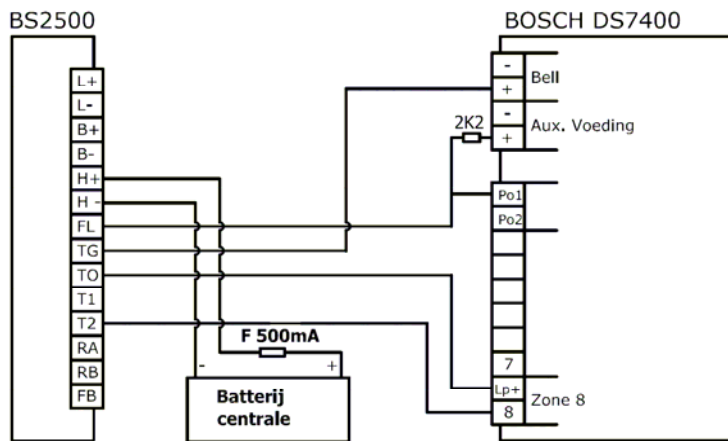 BS2500
BOSCH DS7400
L+
L-
B+
B-
H+
H -
FL
TG
TO
T1
T2
RA
RB
FB
-
+
Bell
-
+
Aux. Voeding
2K2
Po1
Po2
7
Lp+
8
Zone 8
F 500mA
- +
Batterij
centrale